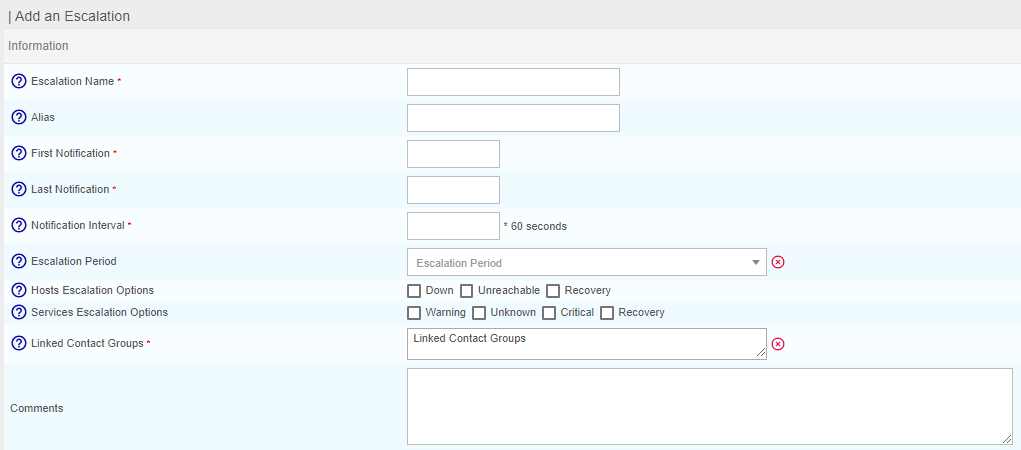 | Add an Escalation
Information
? Escalation Name *
? Alias
? First Notification *
? Last Notification *
? Notification Interval * * 60 seconds
? Escalation Period Escalation Period
? Hosts Escalation Options Down Unreachable Recovery
? Services Escalation Options Warning Unknown Critical Recovery
? Linked Contact Groups * Linked Contact Groups
Comments